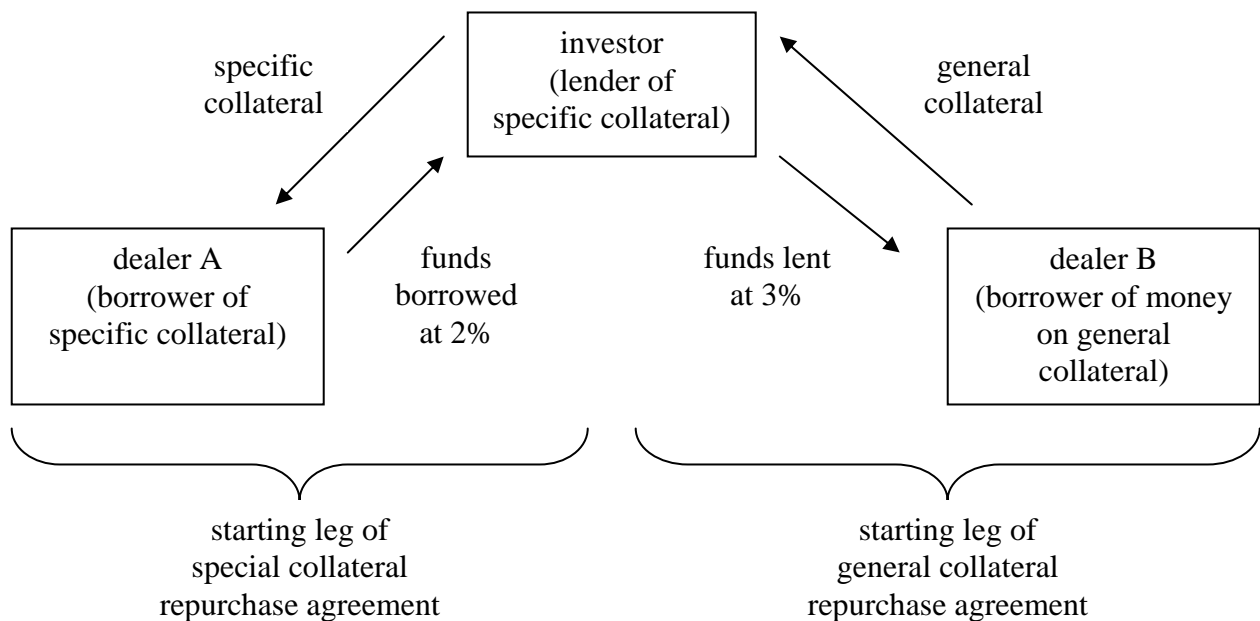 investor
(lender of
specific collateral)
specific
collateral
general
collateral
dealer A
(borrower of
specific collateral)
funds
borrowed
at 2%
funds lent
at 3%
dealer B
(borrower of money
on general
collateral)
starting leg of
special collateral
repurchase agreement
starting leg of
general collateral
repurchase agreement